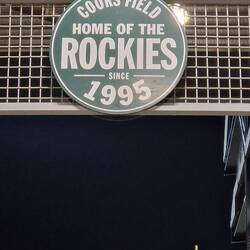 COORS FIELD
HOME OF THE
ROCKIES
SINCE
1995